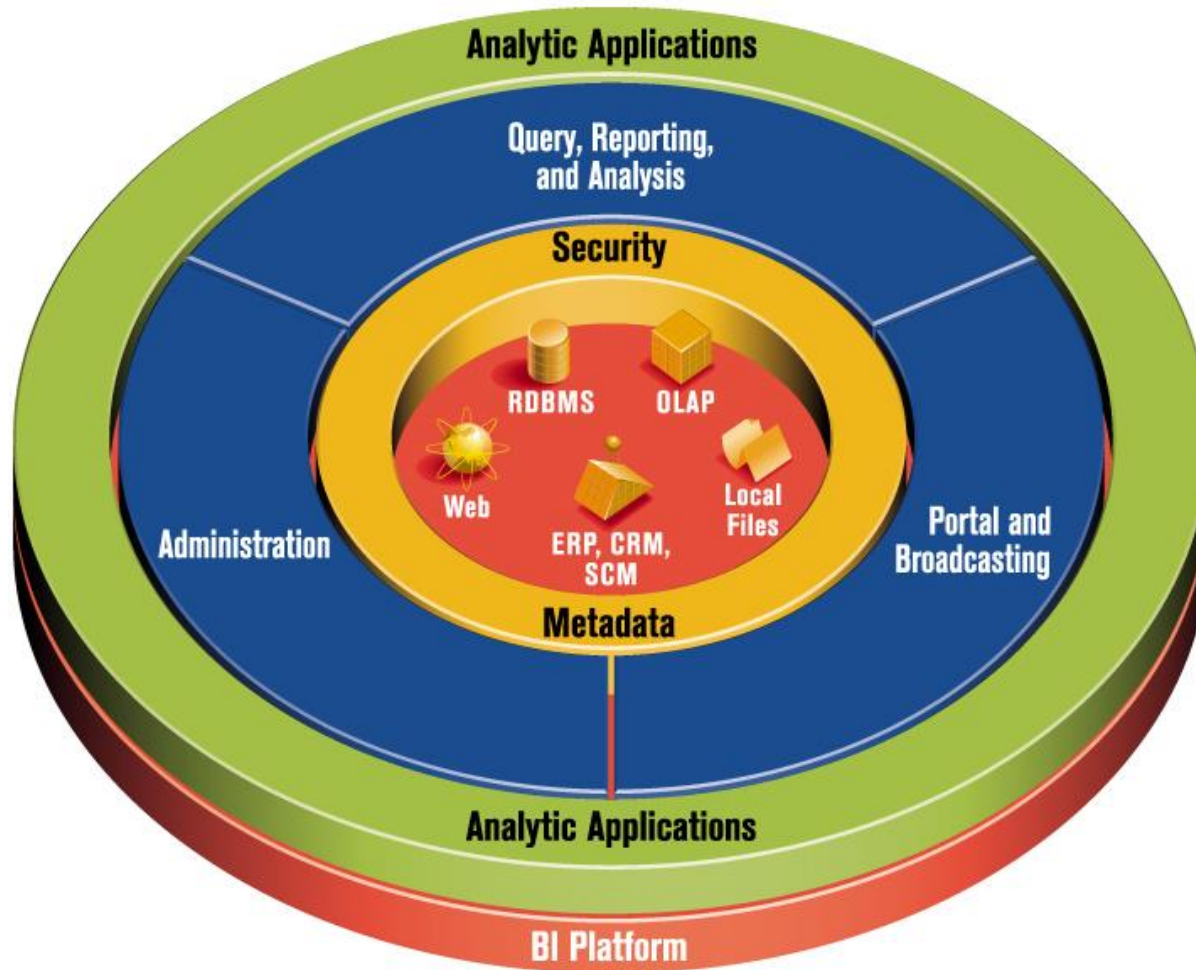 Analytic Applications
Query, Reporting,
and Analysis
Security
RDBMS
OLAP
Web
ERP, CRM,
SCM
Local
Files
Administration
Portal and
Broadcasting
Metadata
Analytic Applications
BI Platform